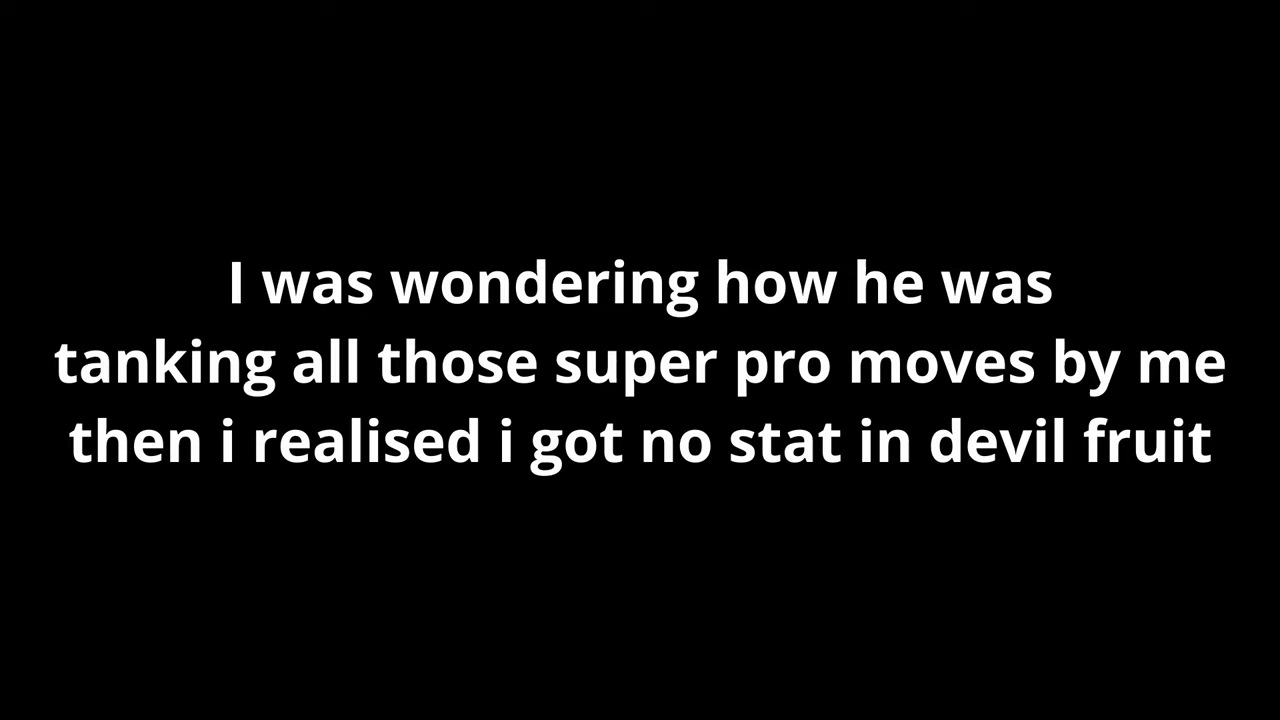 I was wondering how he was
tanking all those super pro moves by me
then i realised i got no stat in devil fruit